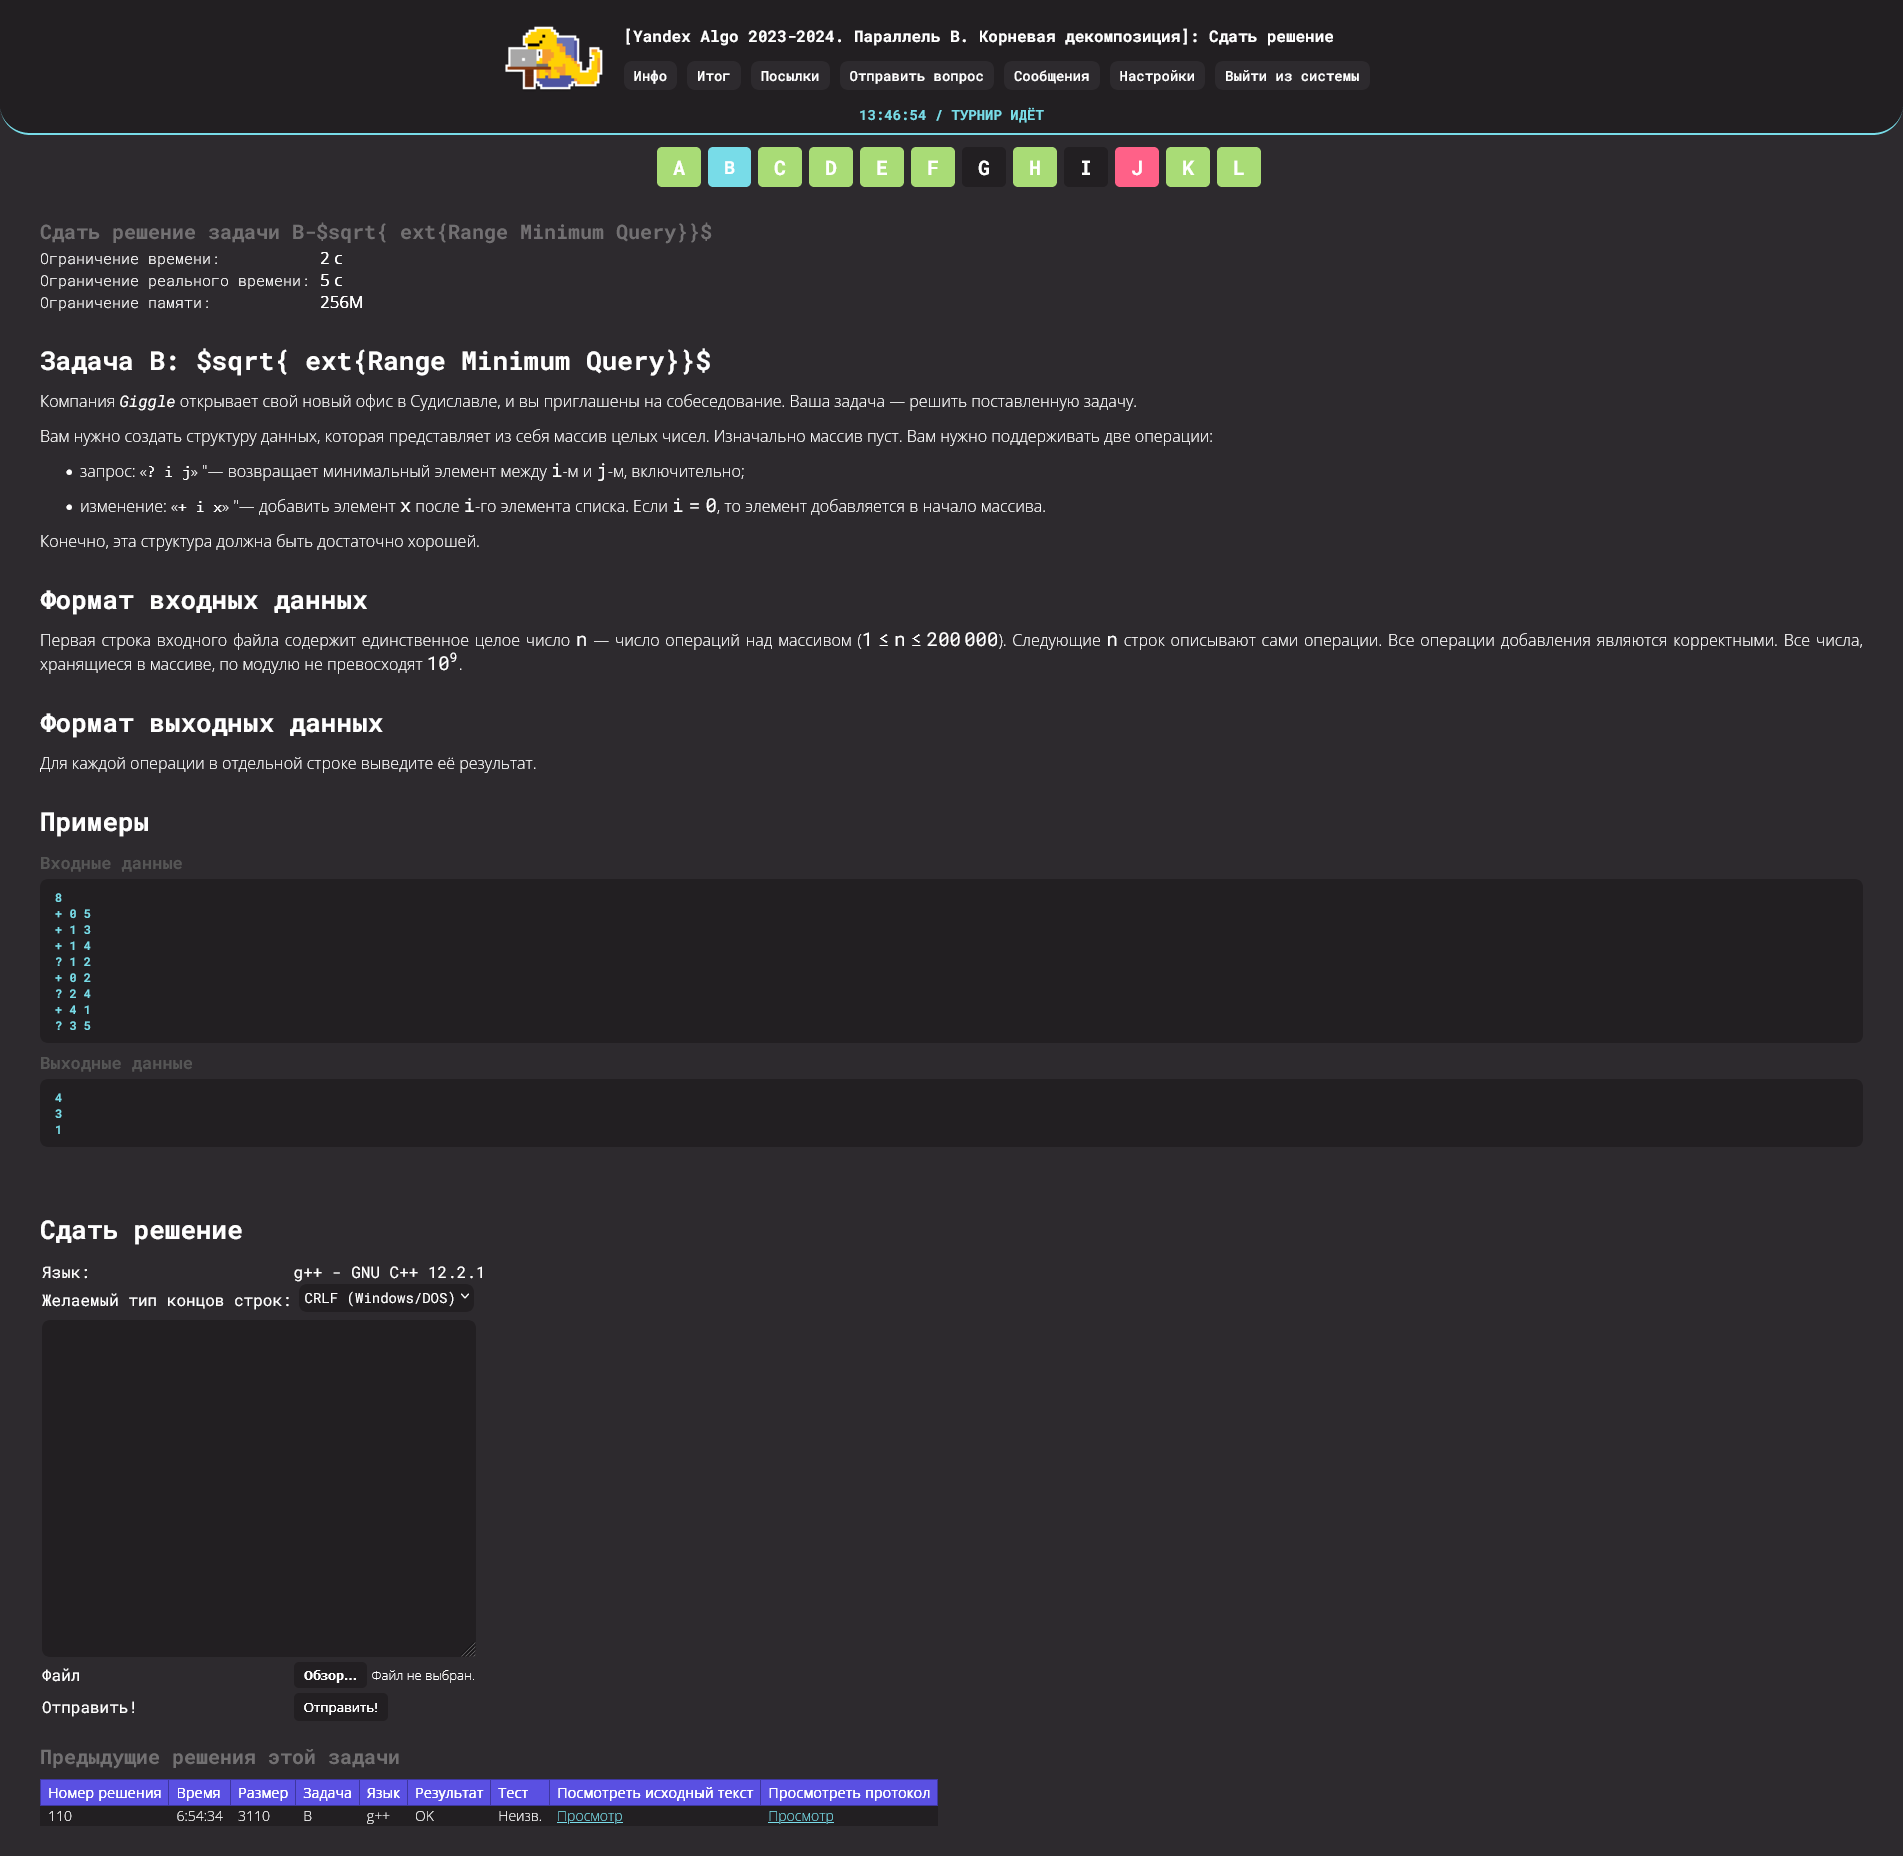 [Yandex Algo 2023-2024. Параллель B. Корневая декомпозиция]: Сдать решение
Инфо Итог Посылки Отправить вопрос Сообщения Настройки Выйти из системы
13:46:54 / ТУРНИР ИДЁТ
A B C D E F G H I J K L
Сдать решение задачи B-$sqrt{ ext{Range Minimum Query}}$
Ограничение времени: 2 с
Ограничение реального времени: 5 с
Ограничение памяти: 256M
Задача B: $sqrt{ ext{Range Minimum Query}}$
Компания Giggle открывает свой новый офис в Судиславле, и вы приглашены на собеседование. Ваша задача — решить поставленную задачу.
Вам нужно создать структуру данных, которая представляет из себя массив целых чисел. Изначально массив пуст. Вам нужно поддерживать две операции:
• запрос: «? i j» "— возвращает минимальный элемент между i-м и j-м, включительно;
• изменение: «+ i x» "— добавить элемент x после i-го элемента списка. Если i = 0, то элемент добавляется в начало массива.
Конечно, эта структура должна быть достаточно хорошей.
Формат входных данных
Первая строка входного файла содержит единственное целое число n — число операций над массивом (1 ≤ n ≤ 200 000). Следующие n строк описывают сами операции. Все операции добавления являются корректными. Все числа,
хранящиеся в массиве, по модулю не превосходят 10⁹.
Формат выходных данных
Для каждой операции в отдельной строке выведите её результат.
Примеры
Входные данные
8
+ 0 5
+ 1 3
+ 1 4
? 1 2
+ 0 2
? 2 4
+ 4 1
? 3 5
Выходные данные
4
3
1
Сдать решение
Язык: g++ - GNU C++ 12.2.1
Желаемый тип концов строк: CRLF (Windows/DOS)
Файл Обзор... Файл не выбран.
Отправить! Отправить!
Предыдущие решения этой задачи
Номер решения Время Размер Задача Язык Результат Тест Посмотреть исходный текст Просмотреть протокол
110 6:54:34 3110 B g++ OK Неизв. Просмотр Просмотр